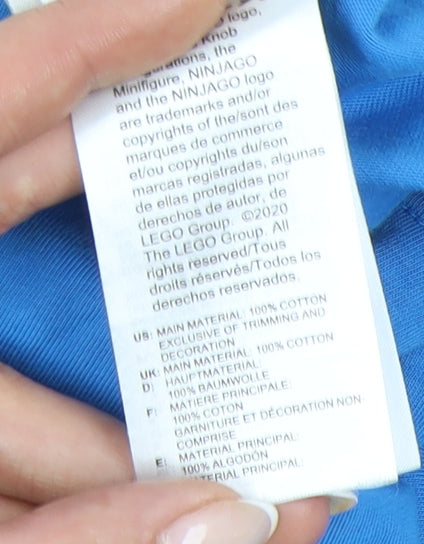 logo,
Knob
the
Minifigure, NINJAGO
and the NINJAGO logo
are trademarks and/or
copyrights of the/sont des
marques de commerce
et/ou copyrights du/son
marcas registradas, algunas
de ellas protegidas por
derechos de autor, de
LEGO Group. ©2020
The LEGO Group. All
rights reserved/Tous
droits réservés/Todos los
derechos reservados.
US: MAIN MATERIAL: 100% COTTON
EXCLUSIVE OF TRIMMING AND
DECORATION
UK: MAIN MATERIAL: 100% COTTON
D: HAUPTMATERIAL:
100% BAUMWOLLE
F: MATIERE PRINCIPALE:
100% COTON
GARNITURE ET DÉCORATION NON
COMPRISE
E: MATERIAL PRINCIPAL:
100% ALGODÓN
MATERIAL PRINCIPAL: